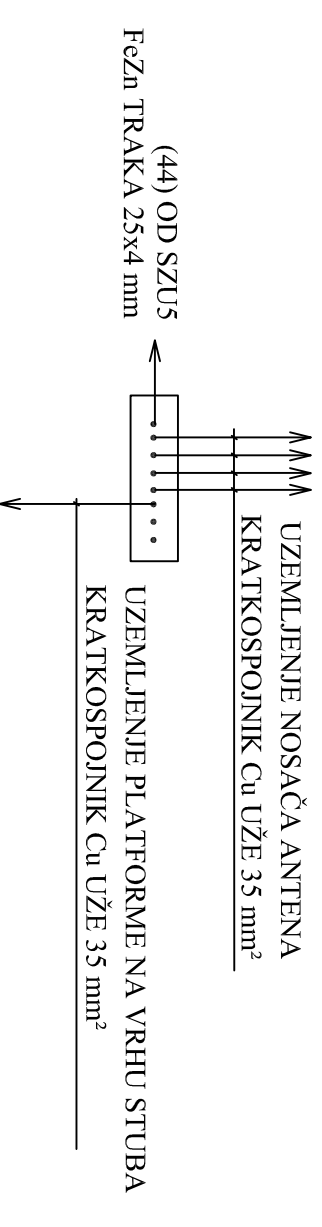 (44) OD SZU5
FeZn TRAKA 25x4 mm
UZEMLJENJE NOSAČA ANTENA
KRATKOSPOJNIK Cu UŽE 35 mm²
UZEMLJENJE PLATFORME NA VRHU STUBA
KRATKOSPOJNIK Cu UŽE 35 mm²